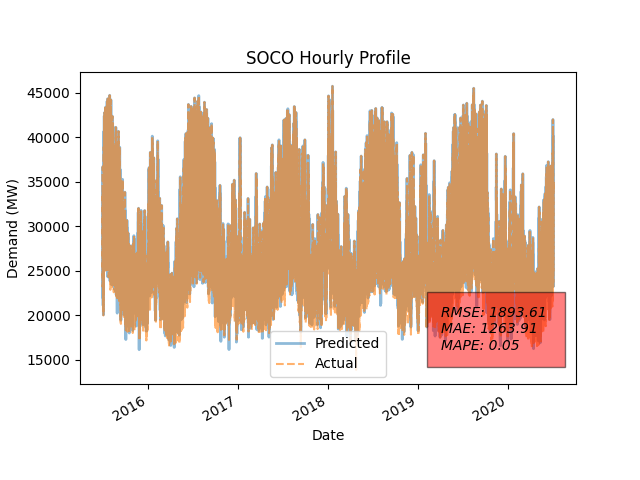 SOCO Hourly Profile
45000
40000
35000
30000
25000
20000
15000
Demand (MW)
RMSE: 1893.61
MAE: 1263.91
MAPE: 0.05
Predicted
Actual
2016
2017
2018
2019
2020
Date